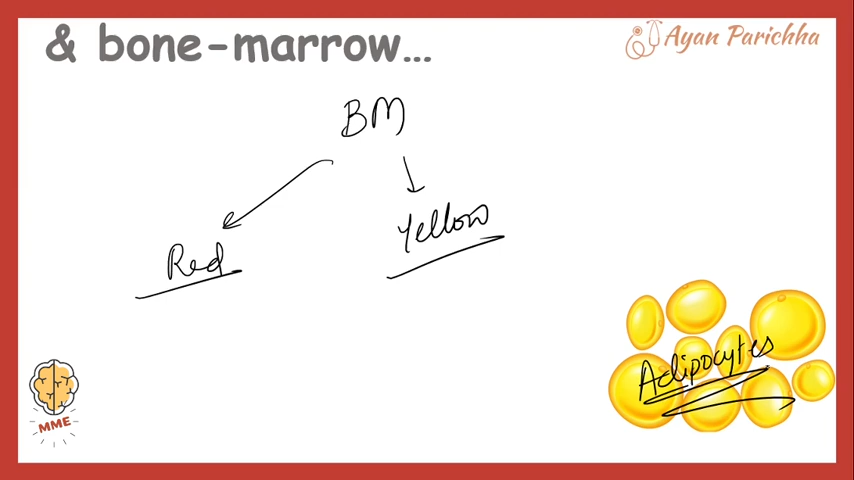 & bone-marrow...
Ayan Parichha
BM
Red
Yellow
Adipocytes
MME